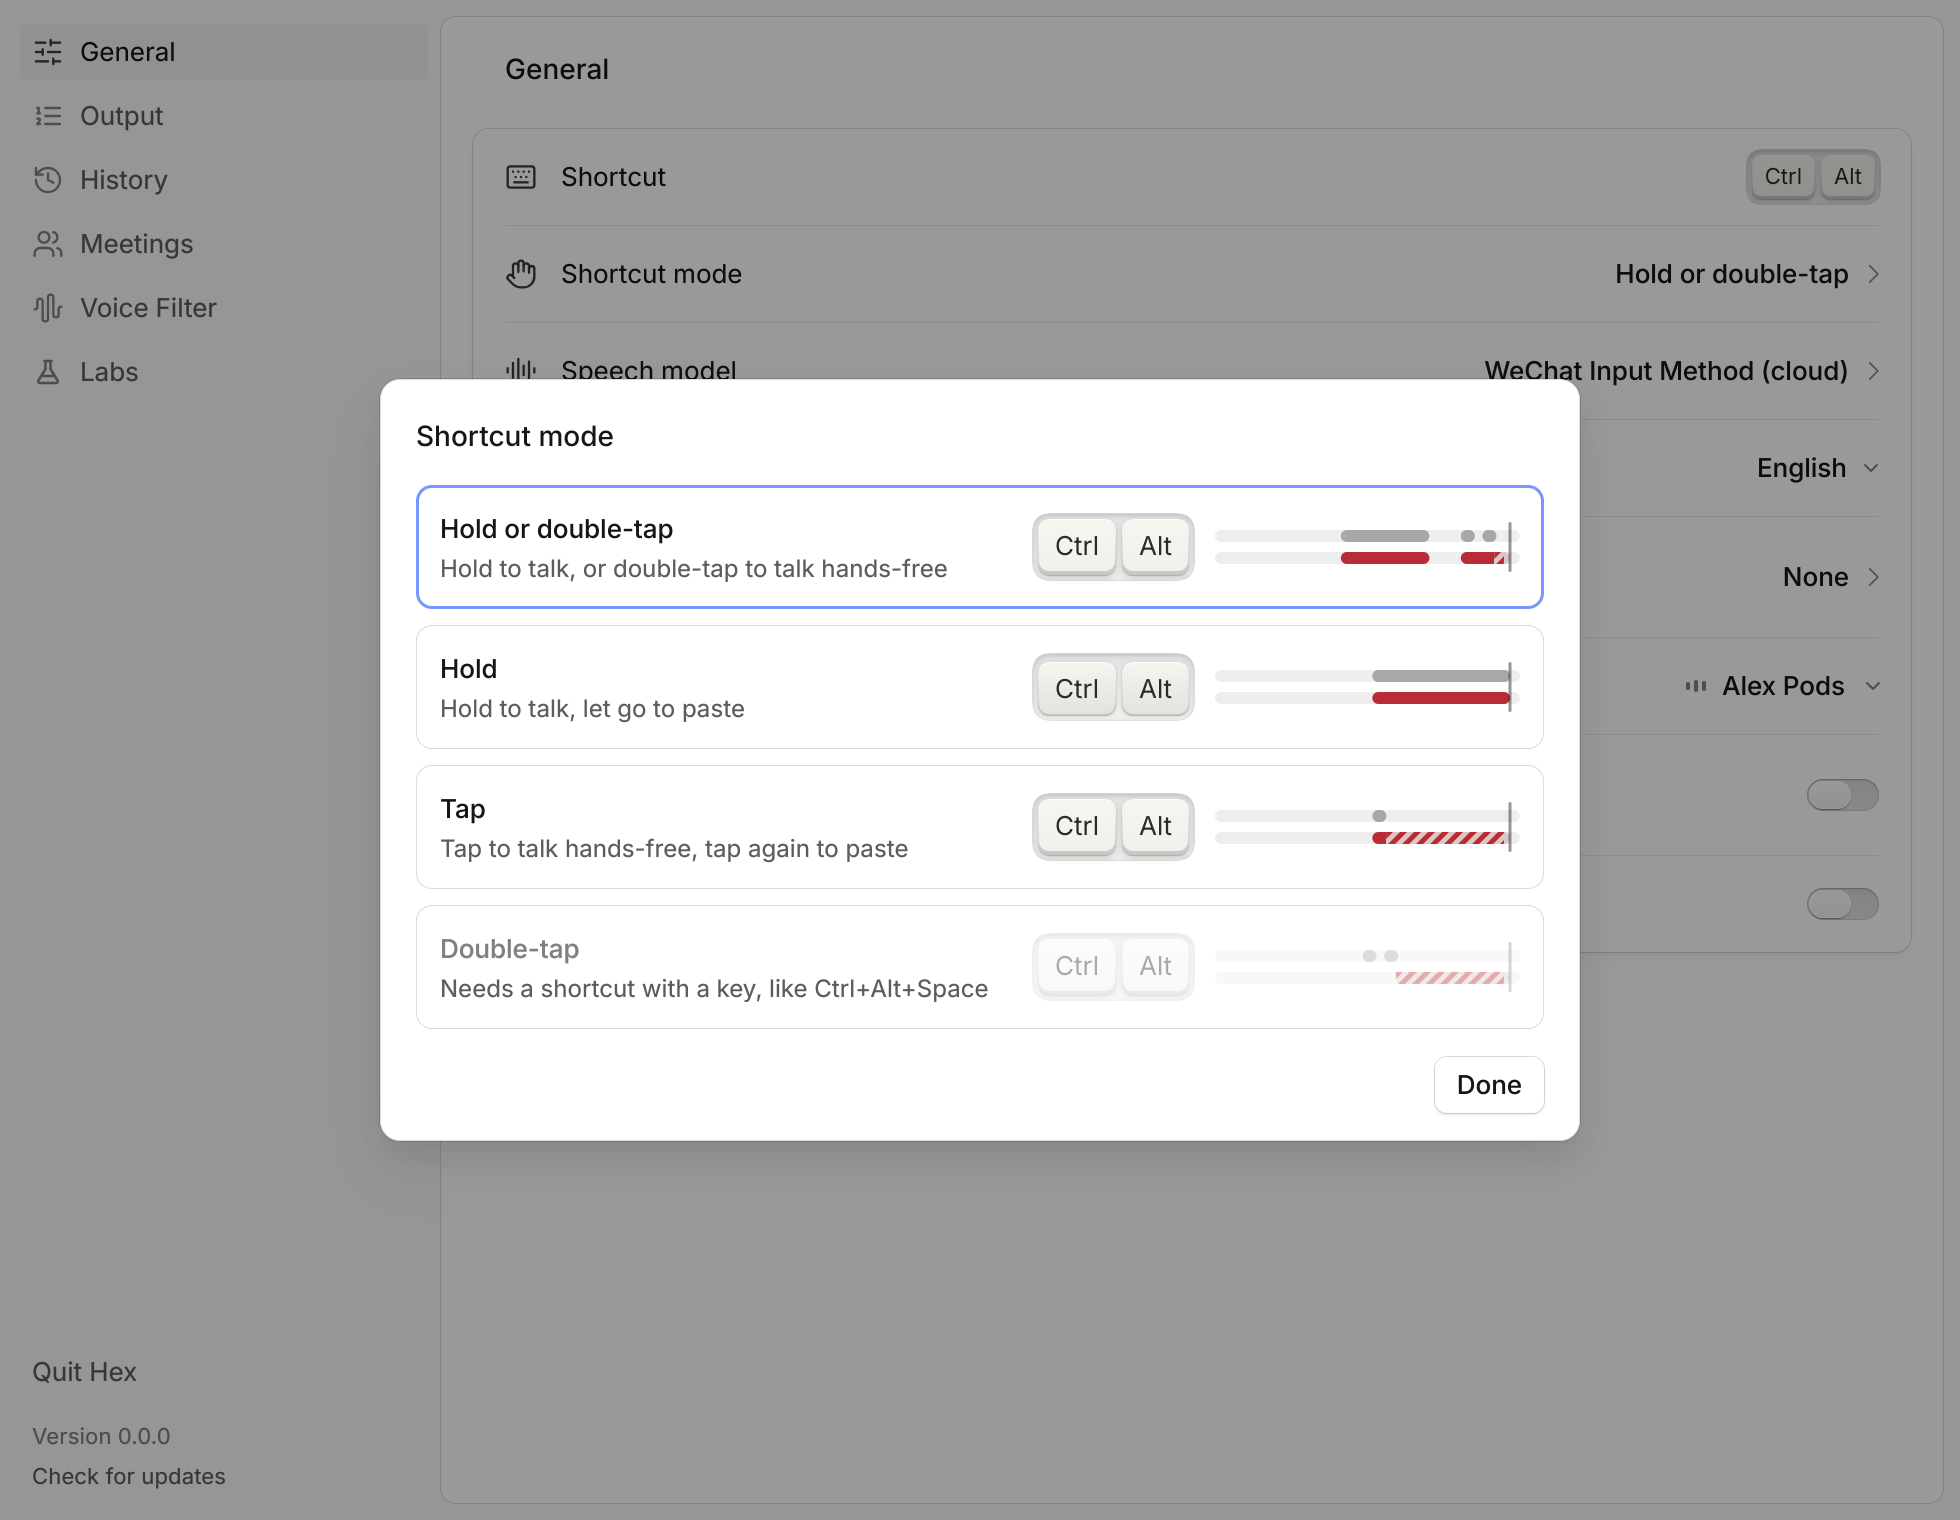 General
Output
History
Meetings
Voice Filter
Labs
Quit Hex
Version 0.0.0
Check for updates
General
Shortcut
Ctrl Alt
Shortcut mode
Hold or double-tap
Speech model
WeChat Input Method (cloud)
English
None
Alex Pods
Shortcut mode
Hold or double-tap
Hold to talk, or double-tap to talk hands-free
Ctrl Alt
Hold
Hold to talk, let go to paste
Ctrl Alt
Tap
Tap to talk hands-free, tap again to paste
Ctrl Alt
Double-tap
Needs a shortcut with a key, like Ctrl+Alt+Space
Ctrl Alt
Done